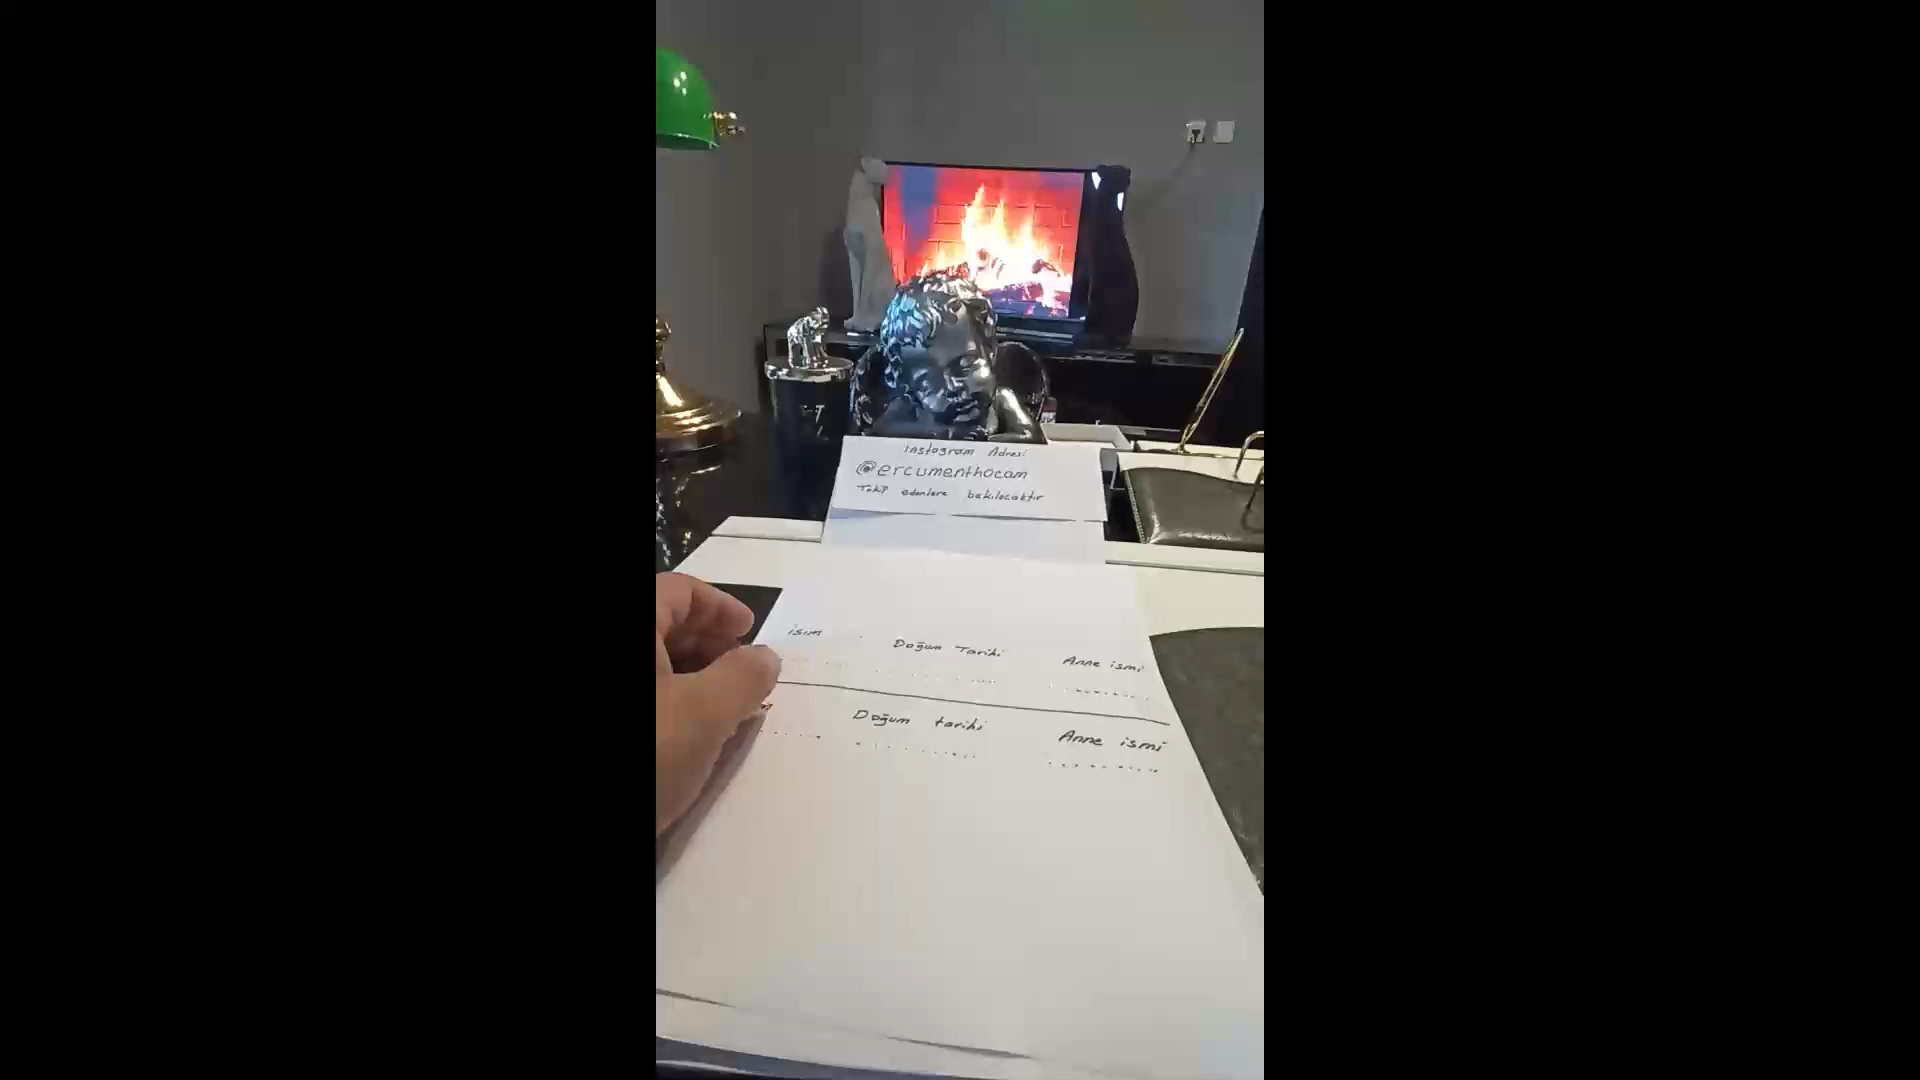 instagram Adresi
@ercumenthocam
Takip edenlere bakılacaktır
isim Doğum Tarihi Anne ismi
Doğum tarihi Anne ismi